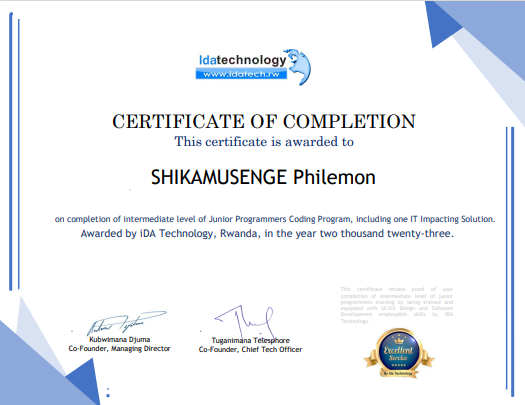 Idatechnology
www.idatech.rw
CERTIFICATE OF COMPLETION
This certificate is awarded to
SHIKAMUSENGE Philemon
on completion of intermediate level of Junior Programmers Coding Program, including one IT Impacting Solution.
Awarded by iDA Technology, Rwanda, in the year two thousand twenty-three.
This certificate retains proof of your
completion of intermediate level of junior
programmers training by being trained and
equipped with UI/UX Design and Software
Development employable skills by IDA
Technology.
Kubwimana Djuma
Co-Founder, Managing Director
Tuganimana Telesphore
Co-Founder, Chief Tech Officer
Excellent
Service
By Ida Technology